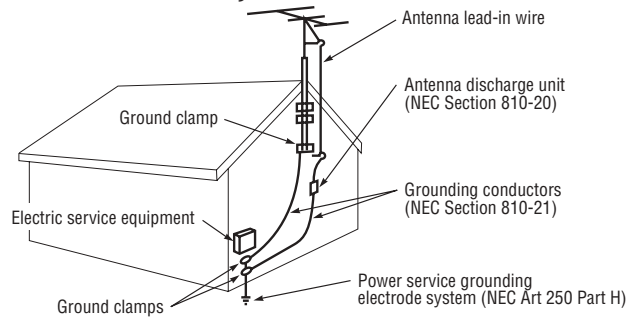 Antenna lead-in wire
Antenna discharge unit
(NEC Section 810-20)
Ground clamp
Grounding conductors
(NEC Section 810-21)
Electric service equipment
Power service grounding
electrode system (NEC Art 250 Part H)
Ground clamps